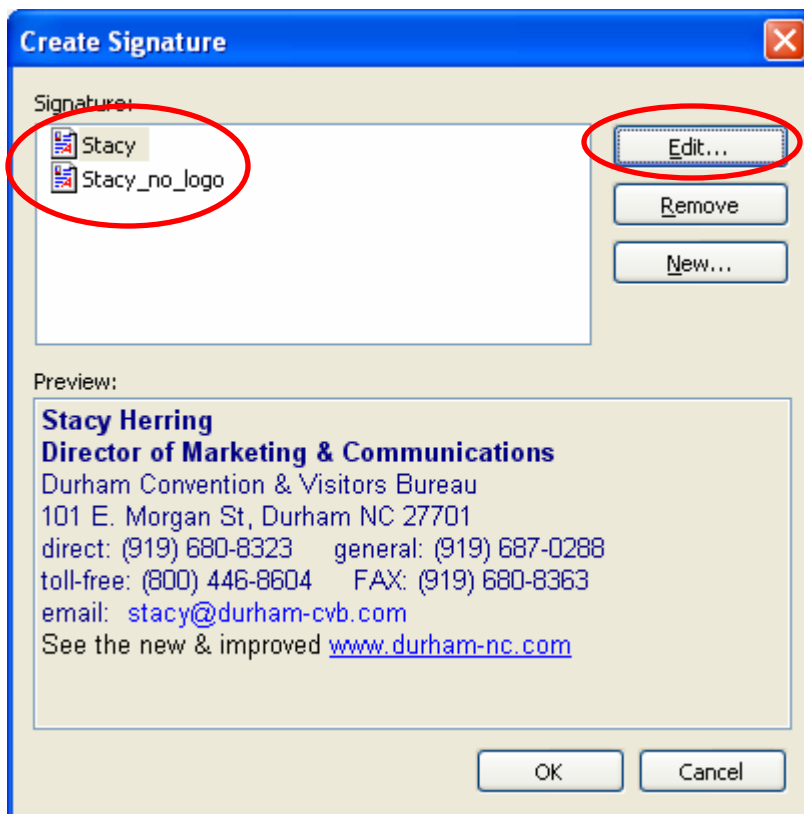 Create Signature
Signature:
Stacy
Stacy_no_logo
Edit...
Remove
New...
Preview:
Stacy Herring
Director of Marketing & Communications
Durham Convention & Visitors Bureau
101 E. Morgan St, Durham NC 27701
direct: (919) 680-8323 general: (919) 687-0288
toll-free: (800) 446-8604 FAX: (919) 680-8363
email: stacy@durham-cvb.com
See the new & improved www.durham-nc.com
OK Cancel